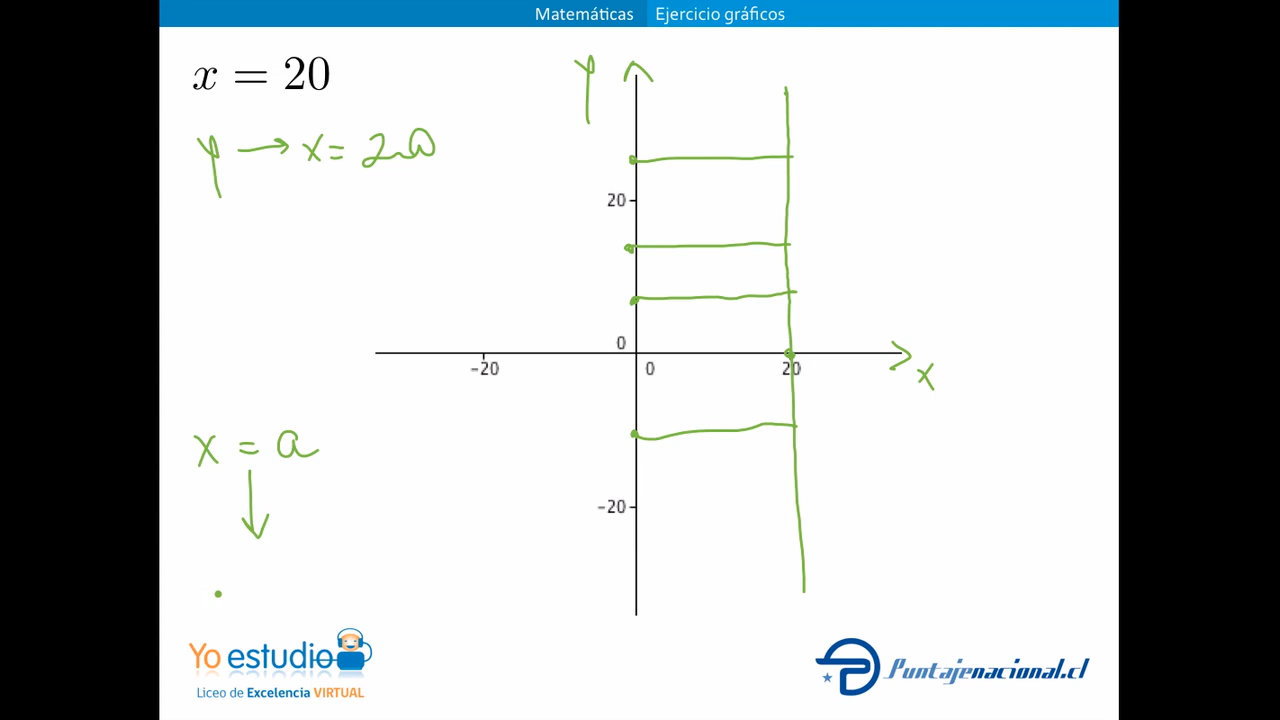 Matemáticas Ejercicio gráficos
x = 20
y → x = 20
y
20
0
-20 0 20
x
x = a
↓
-20
Yo estudio
Liceo de Excelencia VIRTUAL
Puntajenacional.cl